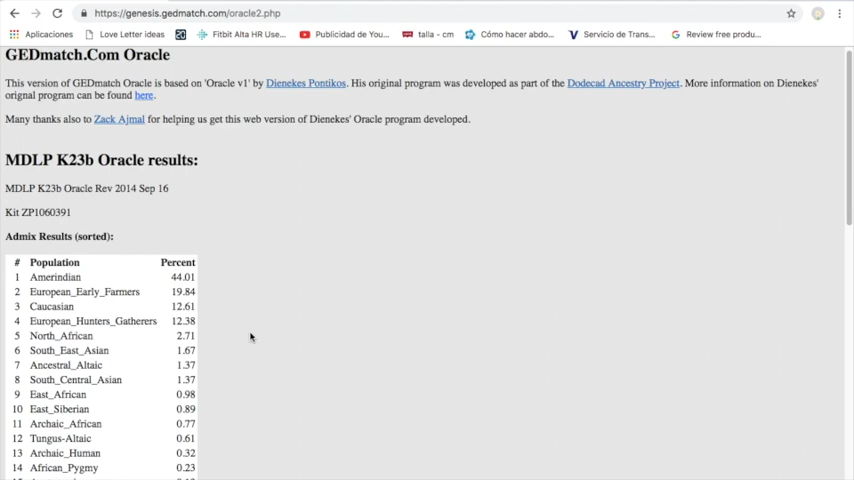 https://genesis.gedmatch.com/oracle2.php
Aplicaciones Love Letter ideas 20 Fitbit Alta HR Use... Publicidad de You... talla - cm Cómo hacer abdo... Servicio de Trans... Review free produ...
GEDmatch.Com Oracle
This version of GEDmatch Oracle is based on 'Oracle v1' by Dienekes Pontikos. His original program was developed as part of the Dodecad Ancestry Project. More information on Dienekes'
orignal program can be found here.
Many thanks also to Zack Ajmal for helping us get this web version of Dienekes' Oracle program developed.
MDLP K23b Oracle results:
MDLP K23b Oracle Rev 2014 Sep 16
Kit ZP1060391
Admix Results (sorted):
# Population Percent
1 Amerindian 44.01
2 European_Early_Farmers 19.84
3 Caucasian 12.61
4 European_Hunters_Gatherers 12.38
5 North_African 2.71
6 South_East_Asian 1.67
7 Ancestral_Altaic 1.37
8 South_Central_Asian 1.37
9 East_African 0.98
10 East_Siberian 0.89
11 Archaic_African 0.77
12 Tungus-Altaic 0.61
13 Archaic_Human 0.32
14 African_Pygmy 0.23